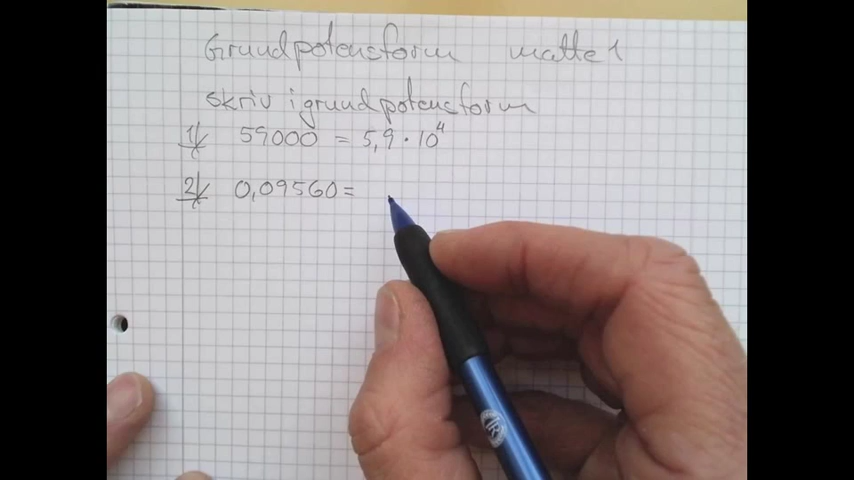 Grundpotensform matte 1
skriv i grundpotensform
1/ 59000 = 5,9 · 10⁴
2/ 0,09560 =